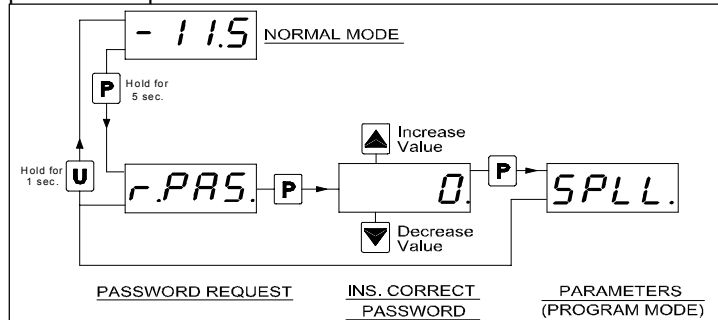 - 11.5 NORMAL MODE
P Hold for
5 sec.
Increase
Value
Hold for
1 sec. U
r.PAS. P 0. P SPLL.
Decrease
Value
PASSWORD REQUEST
INS. CORRECT
PASSWORD
PARAMETERS
(PROGRAM MODE)